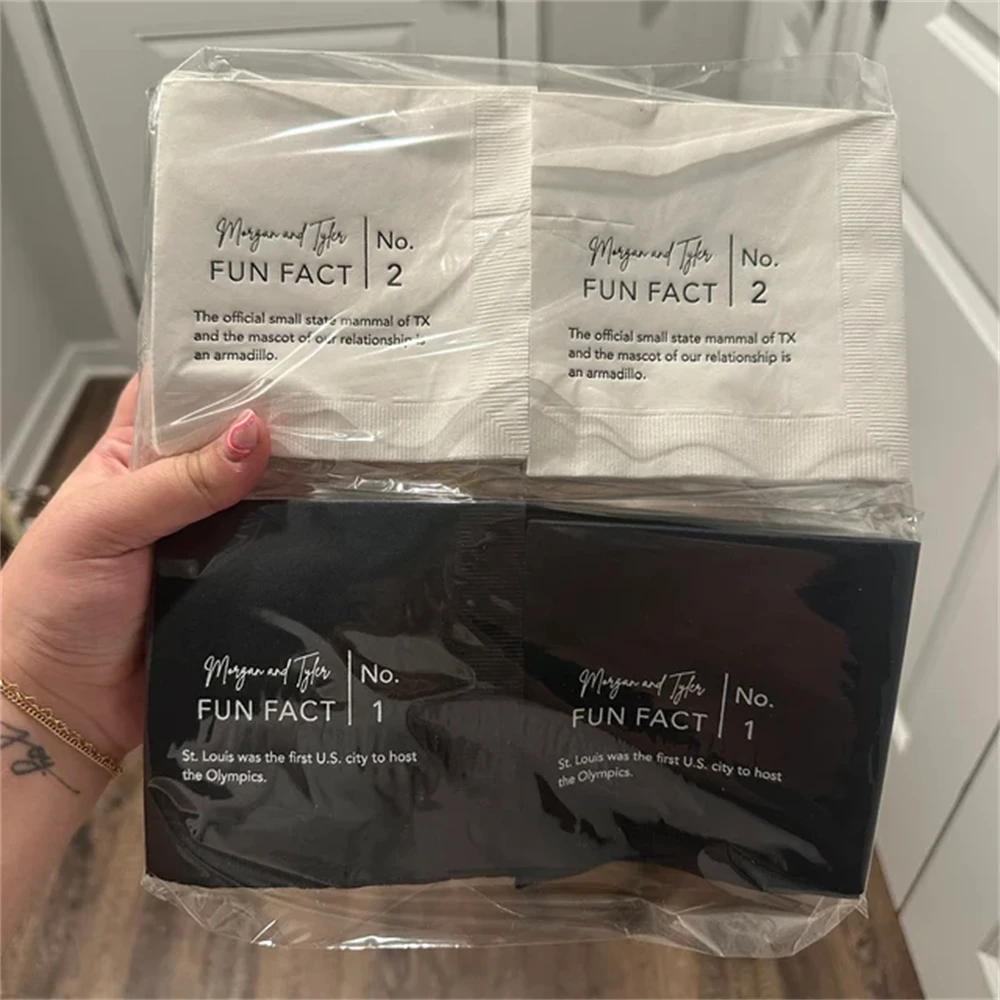 Morgan and Tyler
FUN FACT
No.
2
The official small state mammal of TX
and the mascot of our relationship is
an armadillo.
Morgan and Tyler
FUN FACT
No.
2
The official small state mammal of TX
and the mascot of our relationship is
an armadillo.
Morgan and Tyler
FUN FACT
No.
1
St. Louis was the first U.S. city to host
the Olympics.
Morgan and Tyler
FUN FACT
No.
1
St. Louis was the first U.S. city to host
the Olympics.